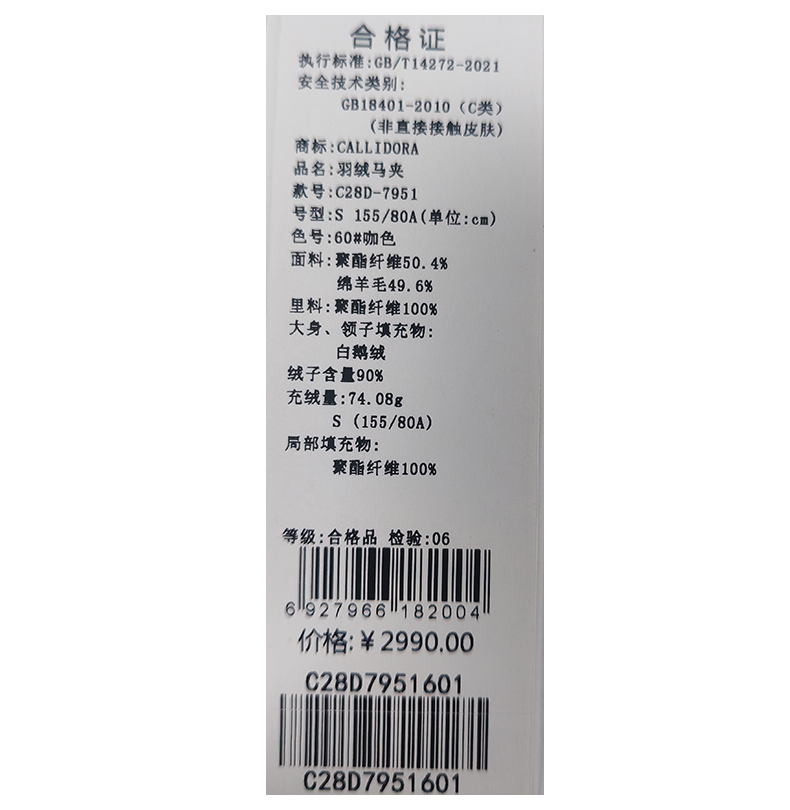 合格证
执行标准:GB/T14272-2021
安全技术类别:
GB18401-2010（C类）
(非直接接触皮肤)
商标:CALLIDORA
品名:羽绒马夹
款号:C28D-7951
号型:S 155/80A(单位:cm)
色号:60#咖色
面料:聚酯纤维50.4%
绵羊毛49.6%
里料:聚酯纤维100%
大身、领子填充物:
白鹅绒
绒子含量90%
充绒量:74.08g
S (155/80A)
局部填充物:
聚酯纤维100%
等级:合格品 检验:06
6 927966 182004
价格:￥2990.00
C28D7951601
C28D7951601